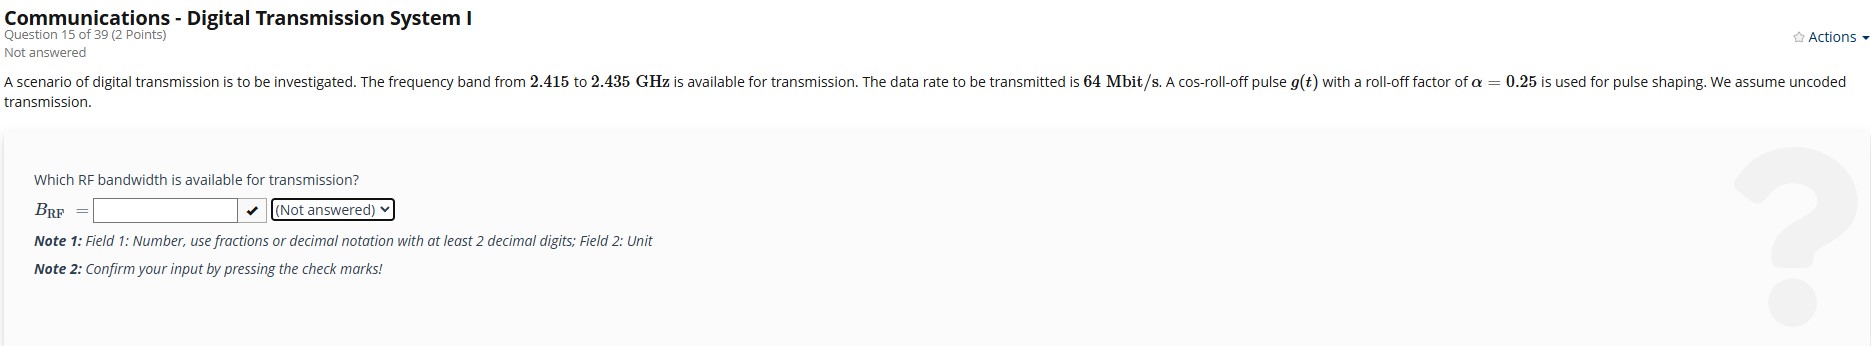 Communications - Digital Transmission System I
Question 15 of 39 (2 Points)
Not answered
Actions
A scenario of digital transmission is to be investigated. The frequency band from 2.415 to 2.435 GHz is available for transmission. The data rate to be transmitted is 64 Mbit/s. A cos-roll-off pulse g(t) with a roll-off factor of α = 0.25 is used for pulse shaping. We assume uncoded
transmission.
Which RF bandwidth is available for transmission?
B_RF = (Not answered)
Note 1: Field 1: Number, use fractions or decimal notation with at least 2 decimal digits; Field 2: Unit
Note 2: Confirm your input by pressing the check marks!
?